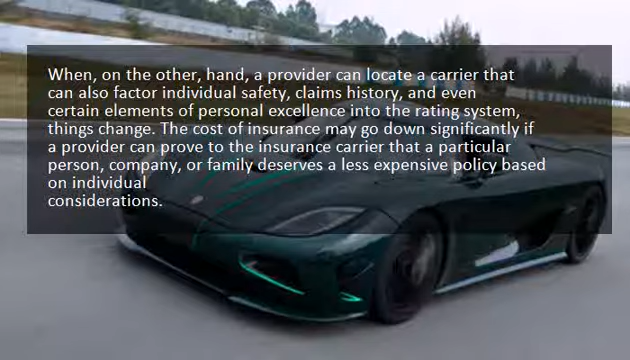 When, on the other, hand, a provider can locate a carrier that
can also factor individual safety, claims history, and even
certain elements of personal excellence into the rating system,
things change. The cost of insurance may go down significantly if
a provider can prove to the insurance carrier that a particular
person, company, or family deserves a less expensive policy based
on individual
considerations.